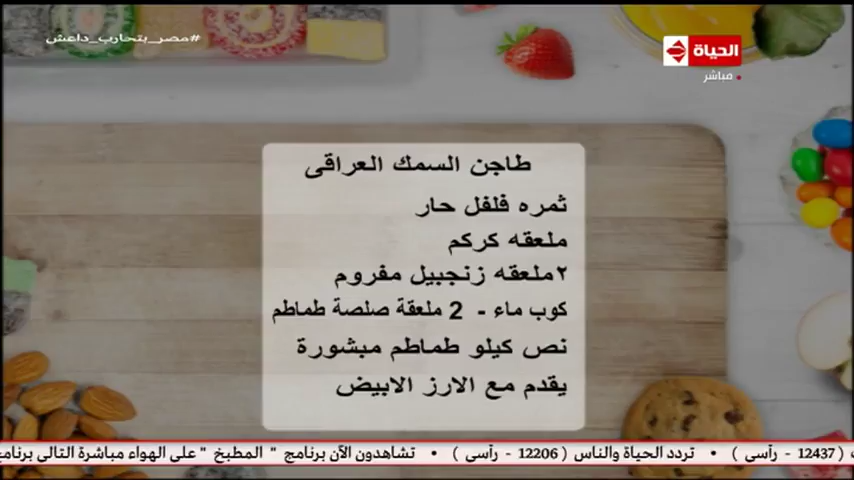 #مصر_بتحارب_داعش
الحياة
مباشر
طاجن السمك العراقى
ثمره فلفل حار
ملعقه كركم
٢ملعقه زنجبيل مفروم
كوب ماء - 2 ملعقة صلصة طماطم
نص كيلو طماطم مبشورة
يقدم مع الارز الابيض
( 12437 - رأسى ) • تردد الحياة والناس ( 12206 - رأسى ) • تشاهدون الآن برنامج " المطبخ " على الهواء مباشرة التالى برنامج